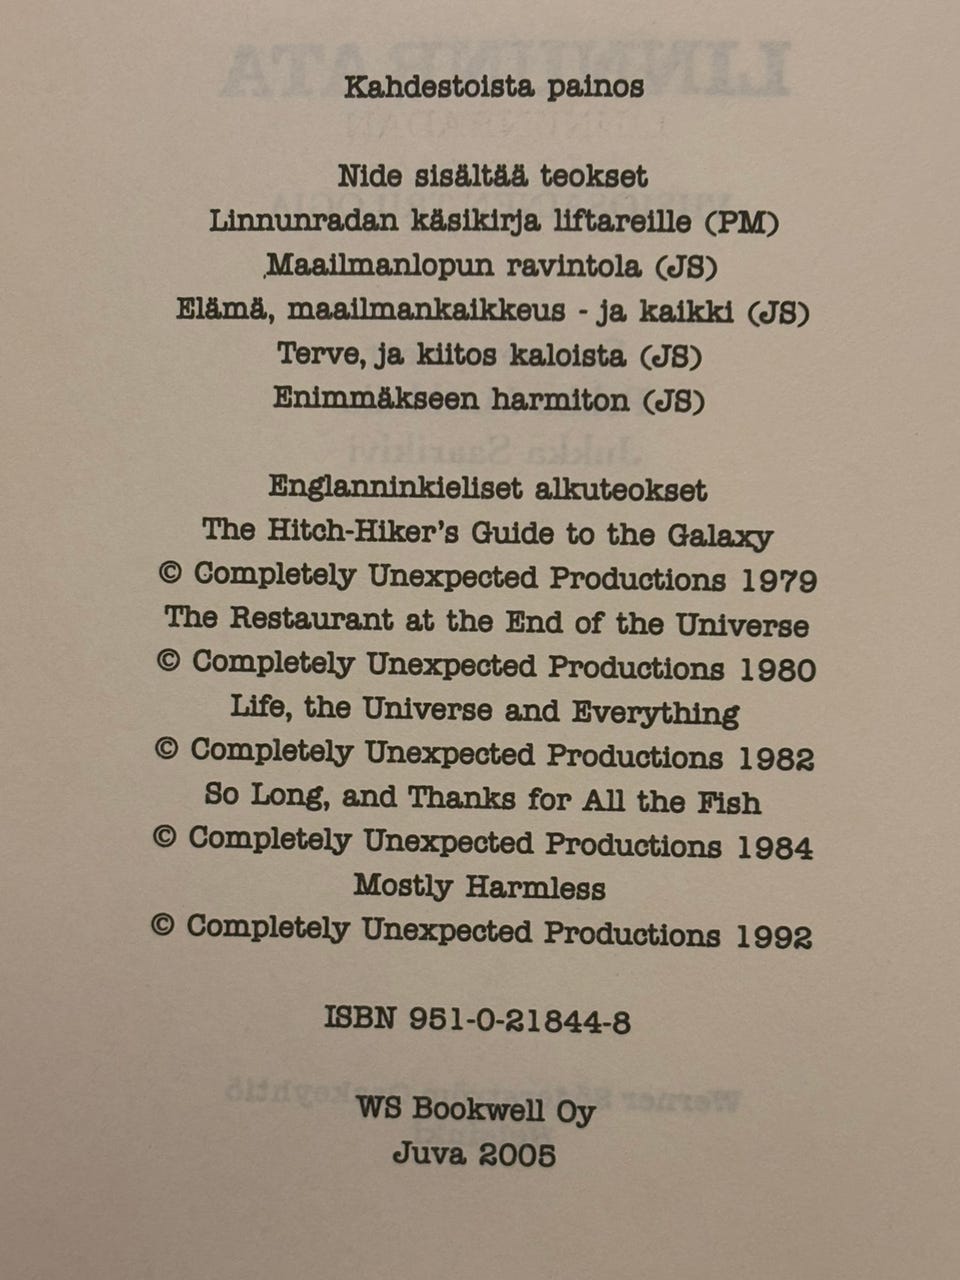 Kahdestoista painos
Nide sisältää teokset
Linnunradan käsikirja liftareille (PM)
Maailmanlopun ravintola (JS)
Elämä, maailmankaikkeus - ja kaikki (JS)
Terve, ja kiitos kaloista (JS)
Enimmäkseen harmiton (JS)
Englanninkieliset alkuteokset
The Hitch-Hiker's Guide to the Galaxy
© Completely Unexpected Productions 1979
The Restaurant at the End of the Universe
© Completely Unexpected Productions 1980
Life, the Universe and Everything
© Completely Unexpected Productions 1982
So Long, and Thanks for All the Fish
© Completely Unexpected Productions 1984
Mostly Harmless
© Completely Unexpected Productions 1992
ISBN 951-0-21844-8
WS Bookwell Oy
Juva 2005